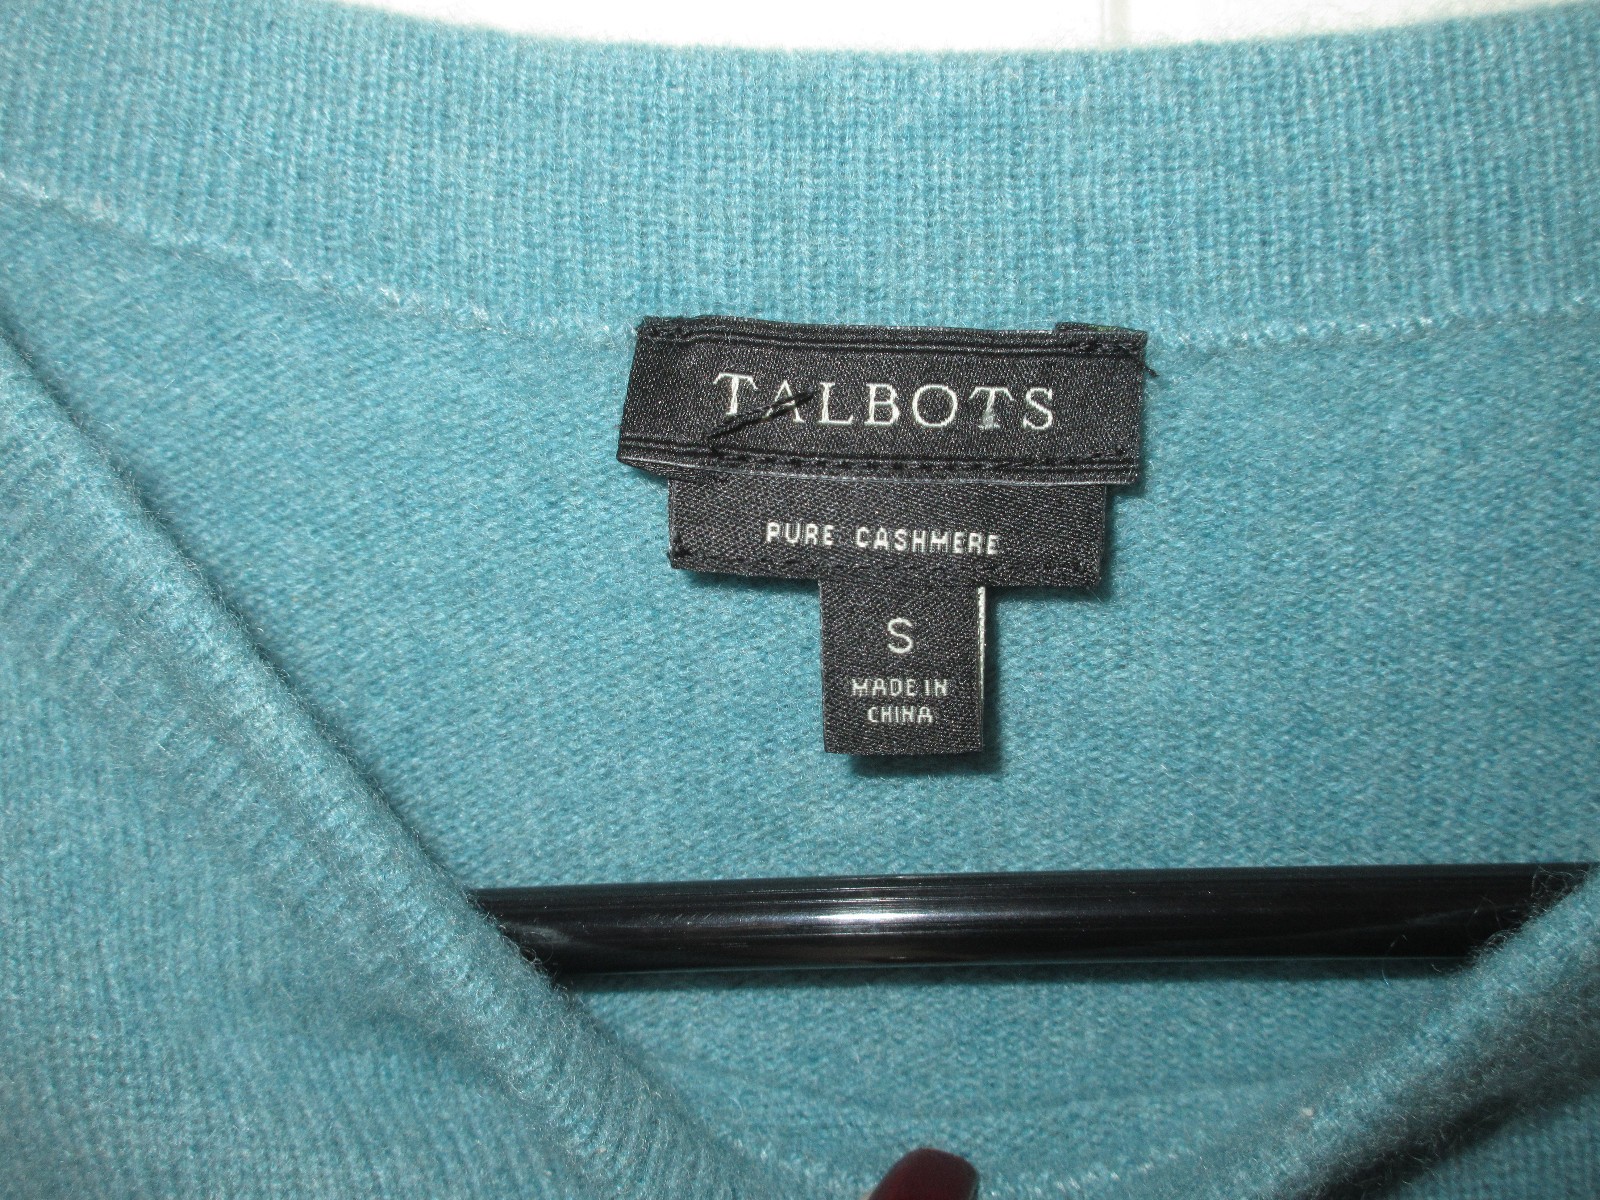 TALBOTS
PURE CASHMERE
S
MADE IN
CHINA